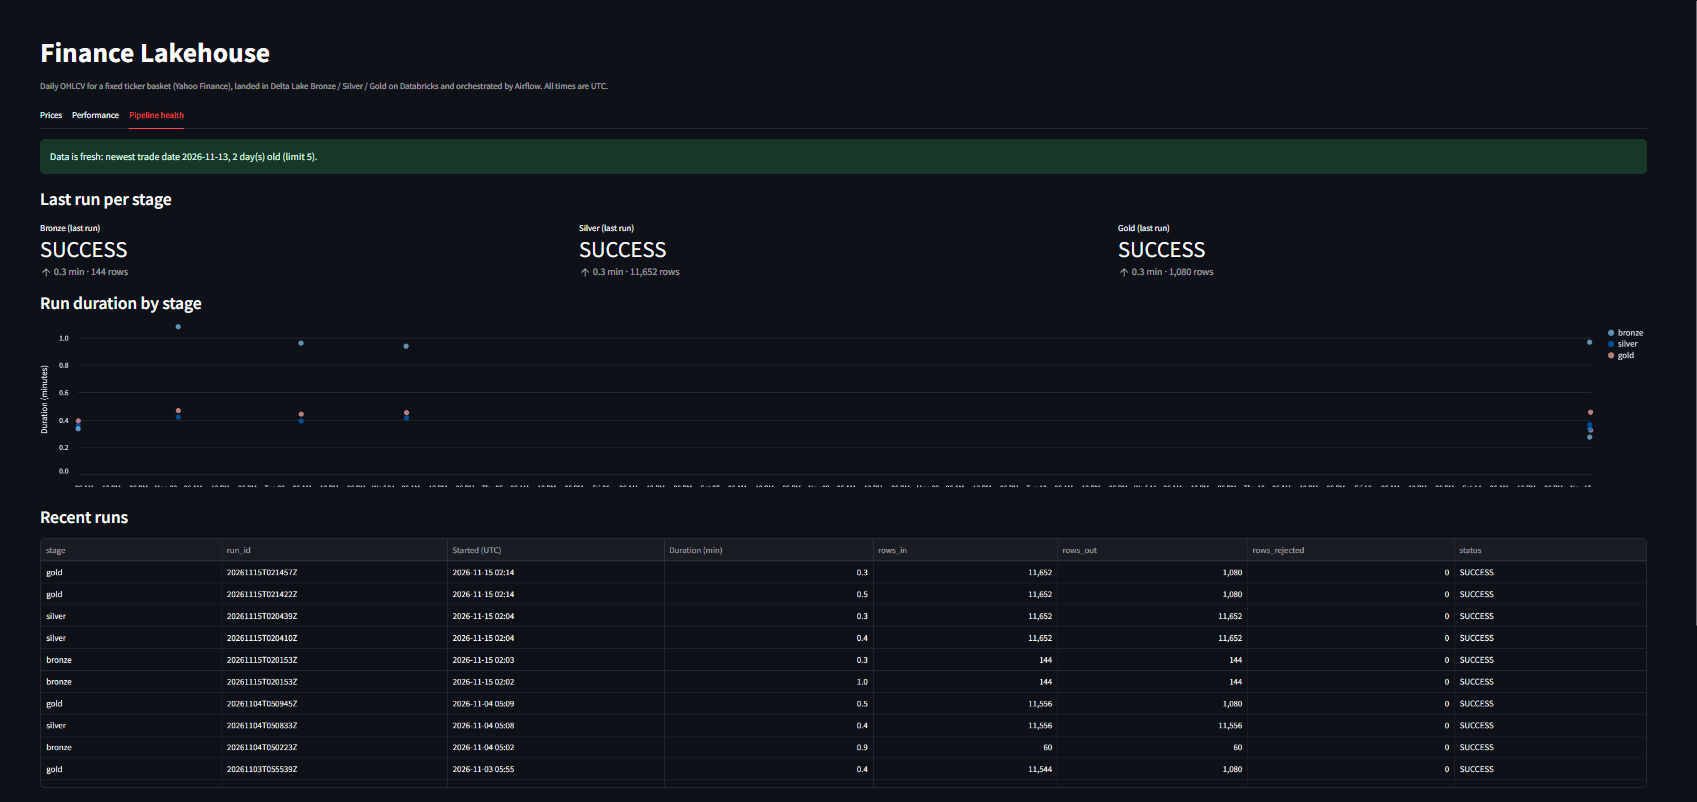 Finance Lakehouse
Daily OHLCV for a fixed ticker basket (Yahoo Finance), landed in Delta Lake Bronze / Silver / Gold on Databricks and orchestrated by Airflow. All times are UTC.
Prices Performance Pipeline health
Data is fresh: newest trade date 2026-11-13, 2 day(s) old (limit 5).
Last run per stage
Bronze (last run) Silver (last run) Gold (last run)
SUCCESS SUCCESS SUCCESS
↑ 0.3 min · 144 rows ↑ 0.3 min · 11,652 rows ↑ 0.3 min · 1,080 rows
Run duration by stage
Duration (minutes)
1.0
0.8
0.6
0.4
0.2
0.0
bronze
silver
gold
Recent runs
stage run_id Started (UTC) Duration (min) rows_in rows_out rows_rejected status
gold 20261115T021457Z 2026-11-15 02:14 0.3 11,652 1,080 0 SUCCESS
gold 20261115T021422Z 2026-11-15 02:14 0.5 11,652 1,080 0 SUCCESS
silver 20261115T020439Z 2026-11-15 02:04 0.3 11,652 11,652 0 SUCCESS
silver 20261115T020410Z 2026-11-15 02:04 0.4 11,652 11,652 0 SUCCESS
bronze 20261115T020153Z 2026-11-15 02:03 0.3 144 144 0 SUCCESS
bronze 20261115T020153Z 2026-11-15 02:02 1.0 144 144 0 SUCCESS
gold 20261104T050945Z 2026-11-04 05:09 0.5 11,556 1,080 0 SUCCESS
silver 20261104T050833Z 2026-11-04 05:08 0.4 11,556 11,556 0 SUCCESS
bronze 20261104T050223Z 2026-11-04 05:02 0.9 60 60 0 SUCCESS
gold 20261103T055539Z 2026-11-03 05:55 0.4 11,544 1,080 0 SUCCESS